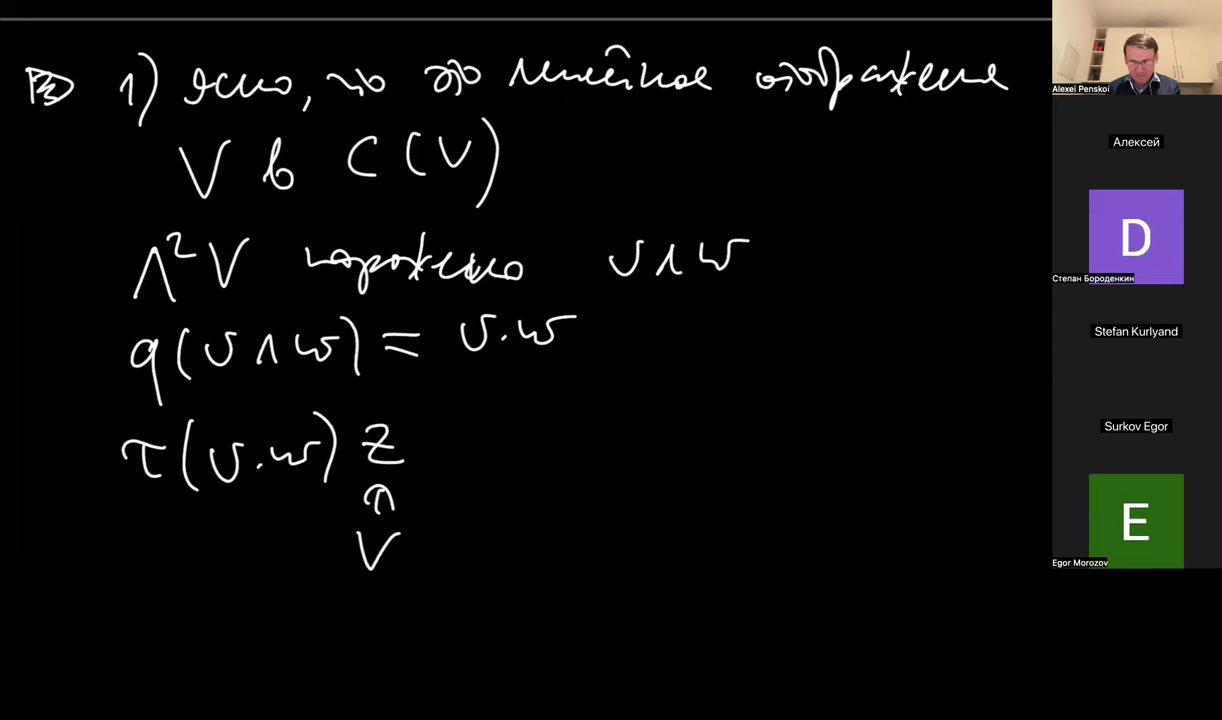 ▷ 1) Ясно, что это линейное отображение
V в C(V)
Λ²V порождено v∧w
q(v∧w) = v.w
τ(v.w) z
∩
V
Alexei Penskoi
Алексей
D
Степан Бороденкин
Stefan Kurlyand
Surkov Egor
E
Egor Morozov